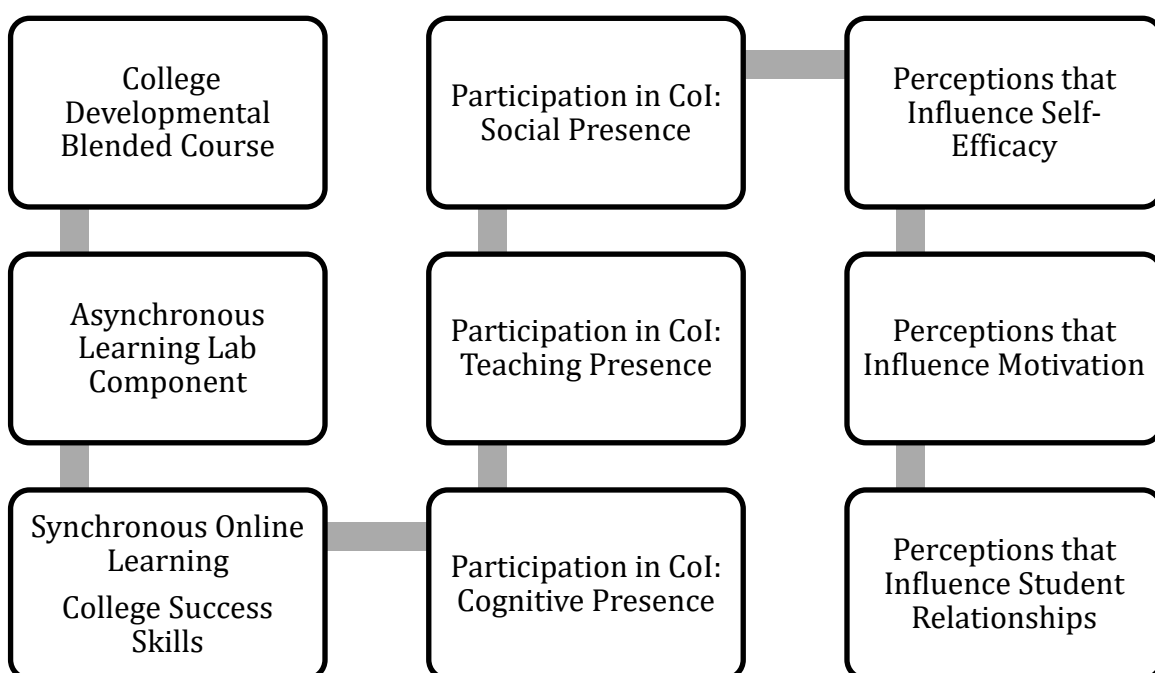 College
Developmental
Blended Course
Asynchronous
Learning Lab
Component
Synchronous Online
Learning
College Success
Skills
Participation in CoI:
Cognitive Presence
Participation in CoI:
Teaching Presence
Participation in CoI:
Social Presence
Perceptions that
Influence Self-
Efficacy
Perceptions that
Influence Motivation
Perceptions that
Influence Student
Relationships